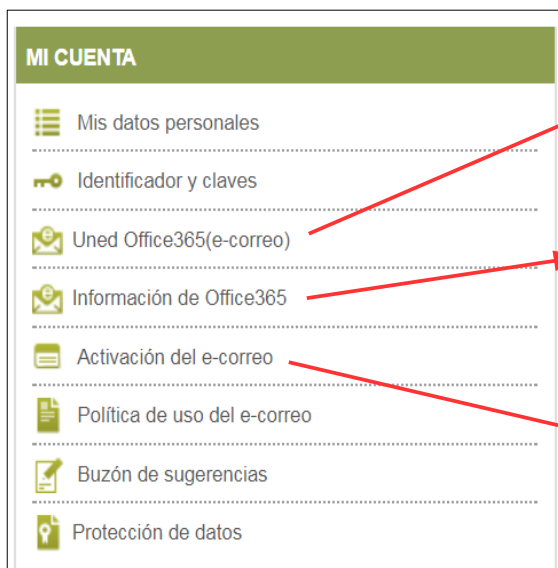 MI CUENTA
Mis datos personales
Identificador y claves
Uned Office365(e-correo)
Información de Office365
Activación del e-correo
Política de uso del e-correo
Buzón de sugerencias
Protección de datos